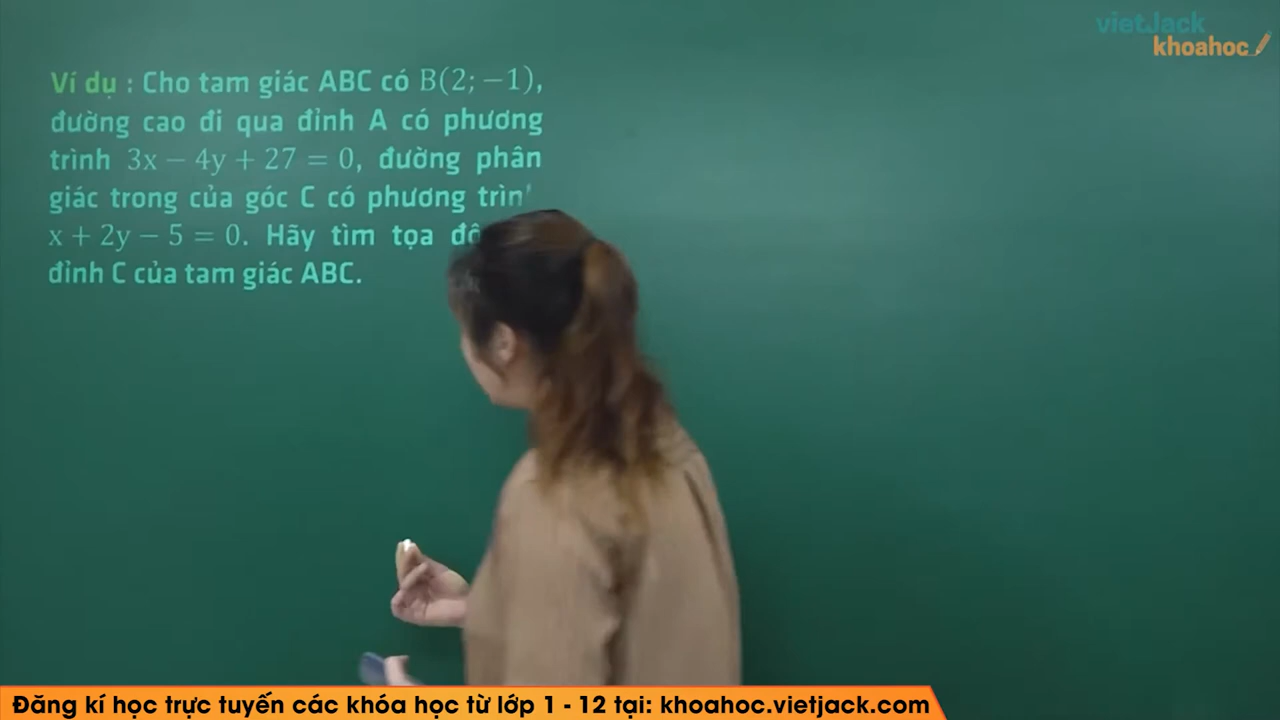 vietJack
khoahoc
Ví dụ : Cho tam giác ABC có B(2; −1),
đường cao đi qua đỉnh A có phương
trình 3x − 4y + 27 = 0, đường phân
giác trong của góc C có phương
x + 2y − 5 = 0. Hãy tìm tọa
đỉnh C của tam giác ABC.
Đăng kí học trực tuyến các khóa học từ lớp 1 - 12 tại: khoahoc.vietjack.com